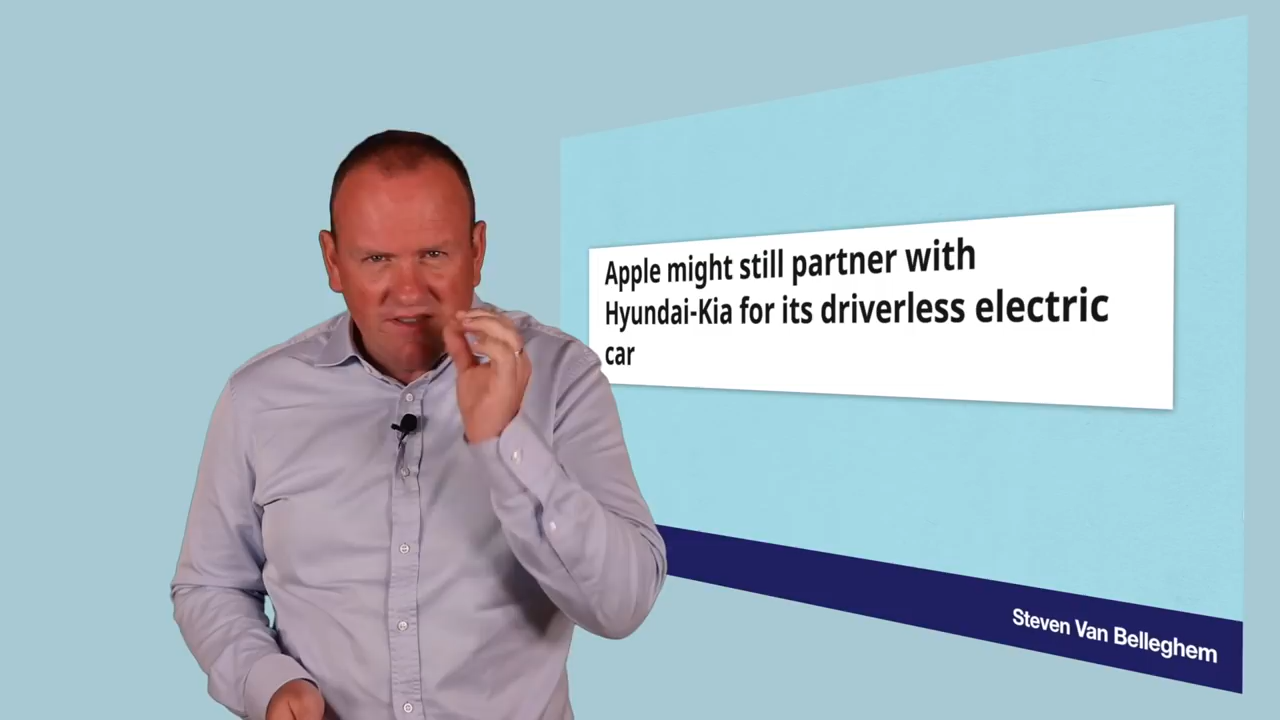 Apple might still partner with
Hyundai-Kia for its driverless electric
car
Steven Van Belleghem